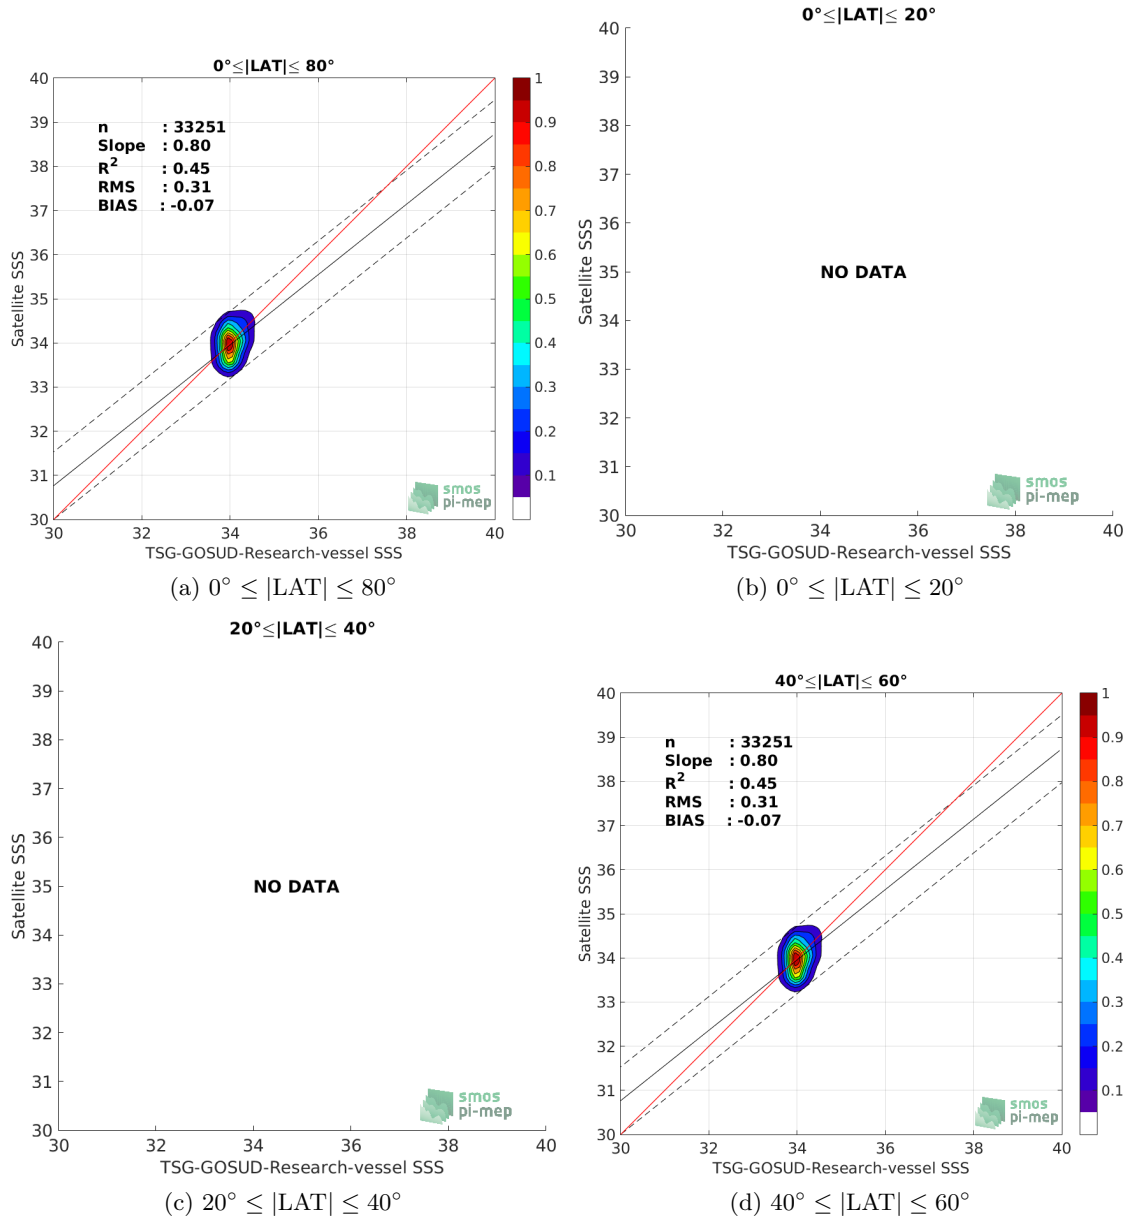 0°≤|LAT|≤ 80°
40
39
38
37
36
35
34
33
32
31
30
Satellite SSS
n : 33251
Slope : 0.80
R² : 0.45
RMS : 0.31
BIAS : -0.07
1
0.9
0.8
0.7
0.6
0.5
0.4
0.3
0.2
0.1
smos
pi-mep
30 32 34 36 38 40
TSG-GOSUD-Research-vessel SSS
(a) 0° ≤ |LAT| ≤ 80°
0°≤|LAT|≤ 20°
40
39
38
37
36
35
34
33
32
31
30
Satellite SSS
NO DATA
smos
pi-mep
30 32 34 36 38 40
TSG-GOSUD-Research-vessel SSS
(b) 0° ≤ |LAT| ≤ 20°
20°≤|LAT|≤ 40°
40
39
38
37
36
35
34
33
32
31
30
Satellite SSS
NO DATA
smos
pi-mep
30 32 34 36 38 40
TSG-GOSUD-Research-vessel SSS
(c) 20° ≤ |LAT| ≤ 40°
40°≤|LAT|≤ 60°
40
39
38
37
36
35
34
33
32
31
30
Satellite SSS
n : 33251
Slope : 0.80
R² : 0.45
RMS : 0.31
BIAS : -0.07
1
0.9
0.8
0.7
0.6
0.5
0.4
0.3
0.2
0.1
smos
pi-mep
30 32 34 36 38 40
TSG-GOSUD-Research-vessel SSS
(d) 40° ≤ |LAT| ≤ 60°